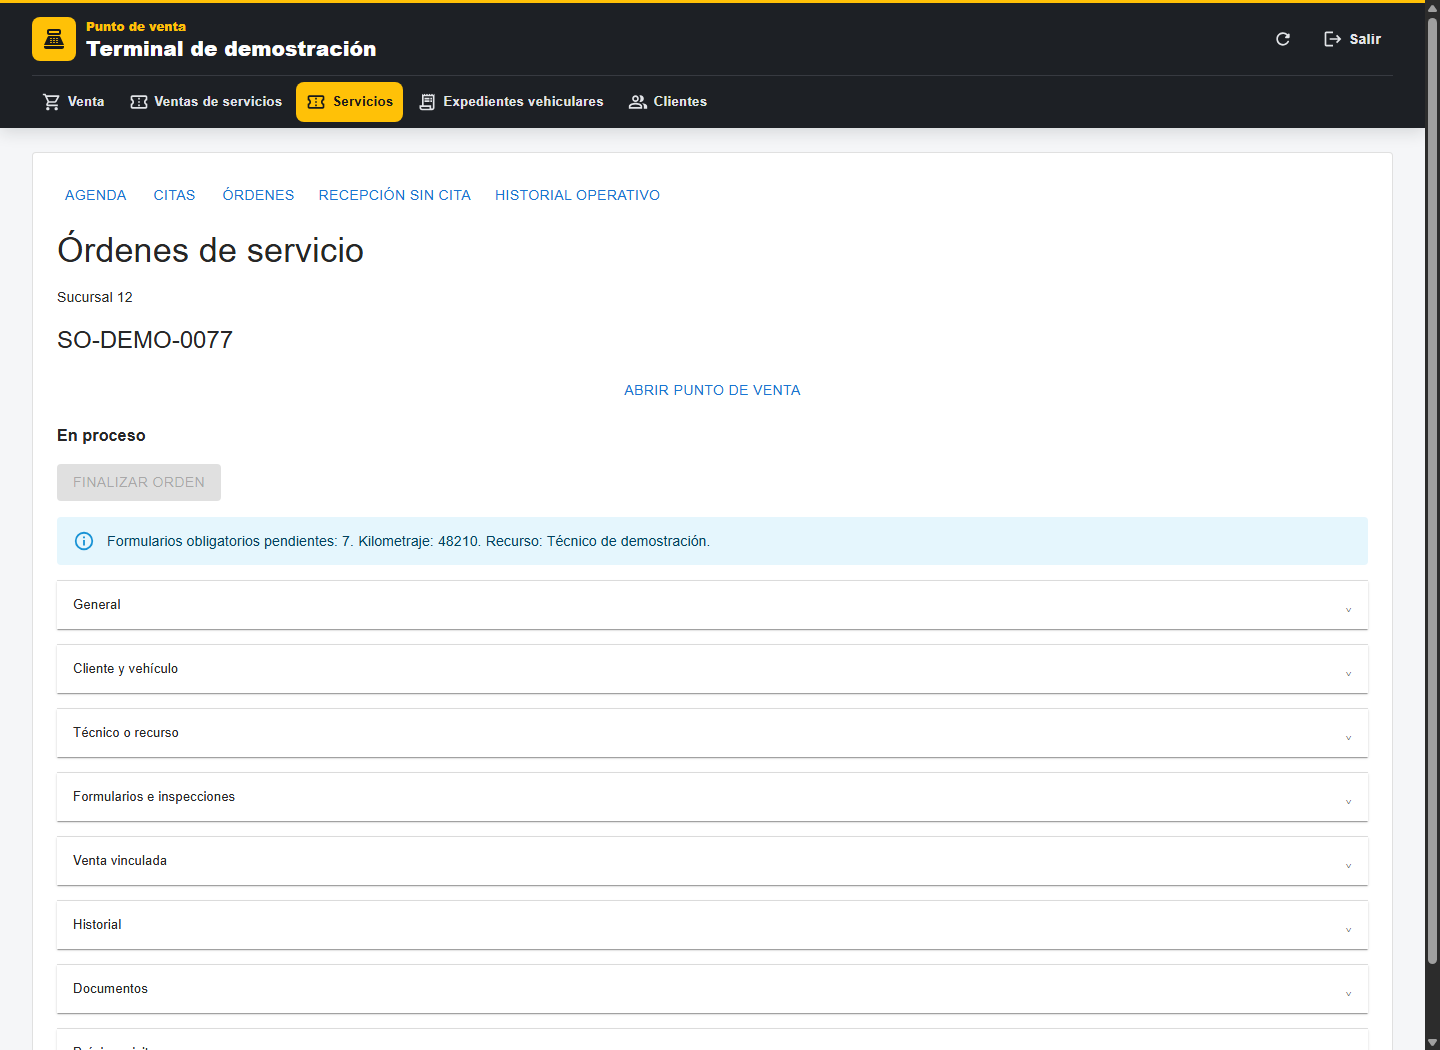 Punto de venta
Terminal de demostración
Salir
Venta
Ventas de servicios
Servicios
Expedientes vehiculares
Clientes
AGENDA
CITAS
ÓRDENES
RECEPCIÓN SIN CITA
HISTORIAL OPERATIVO
Órdenes de servicio
Sucursal 12
SO-DEMO-0077
ABRIR PUNTO DE VENTA
En proceso
FINALIZAR ORDEN
Formularios obligatorios pendientes: 7. Kilometraje: 48210. Recurso: Técnico de demostración.
General
Cliente y vehículo
Técnico o recurso
Formularios e inspecciones
Venta vinculada
Historial
Documentos